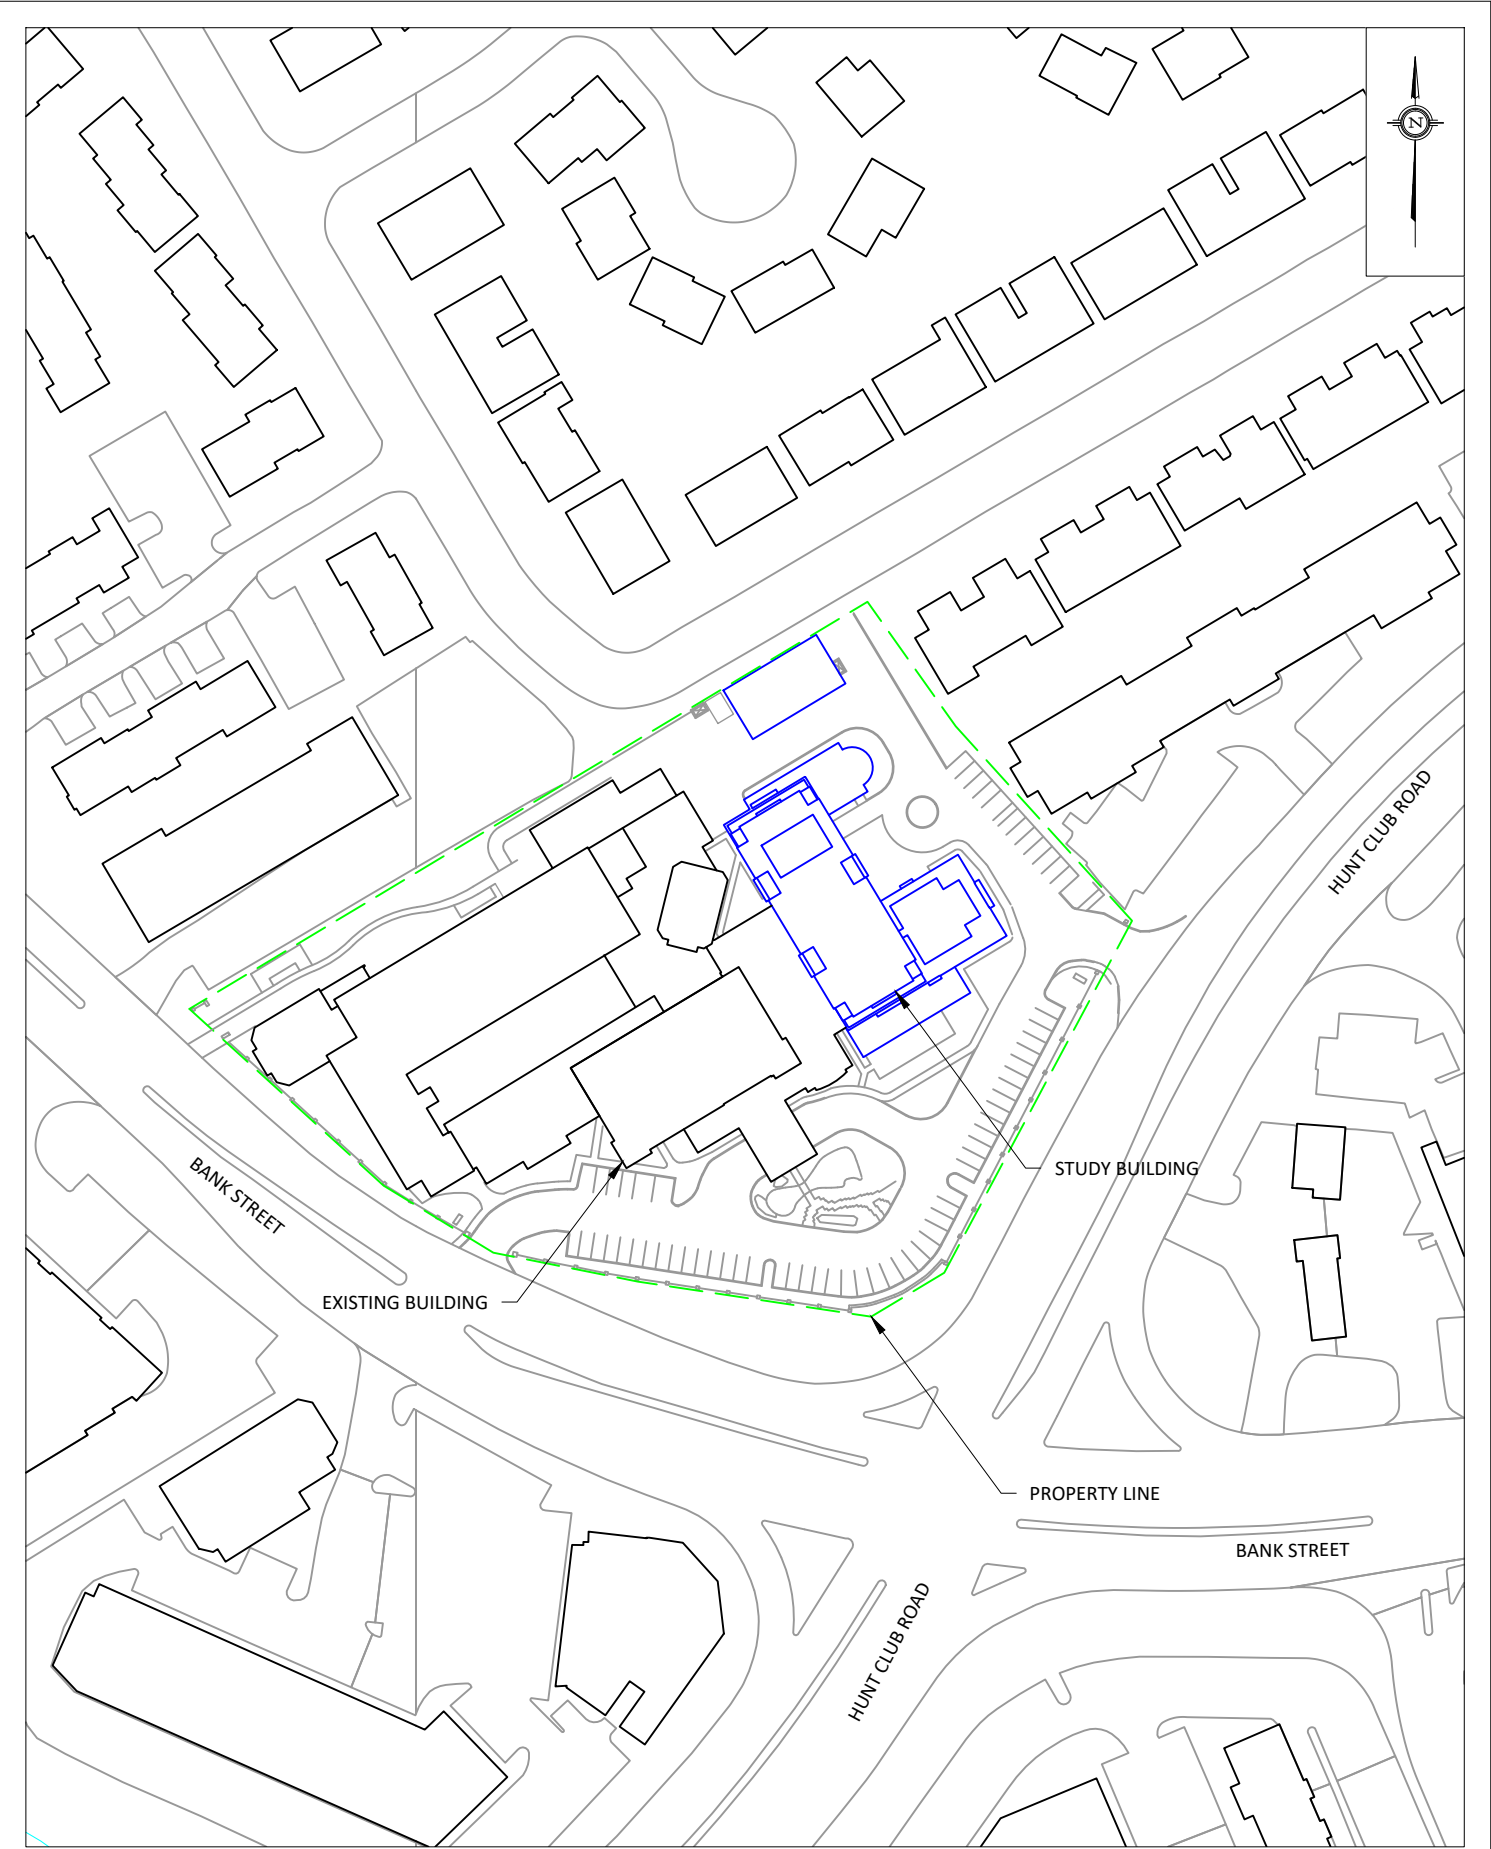 N
HUNT CLUB ROAD
STUDY BUILDING
BANK STREET
EXISTING BUILDING
PROPERTY LINE
BANK STREET
HUNT CLUB ROAD